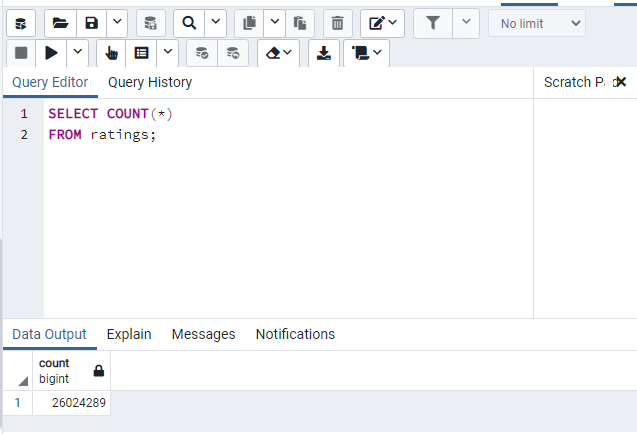 No limit
Query Editor Query History
Scratch P
1 SELECT COUNT(*)
2 FROM ratings;
Data Output Explain Messages Notifications
count
bigint
1 26024289